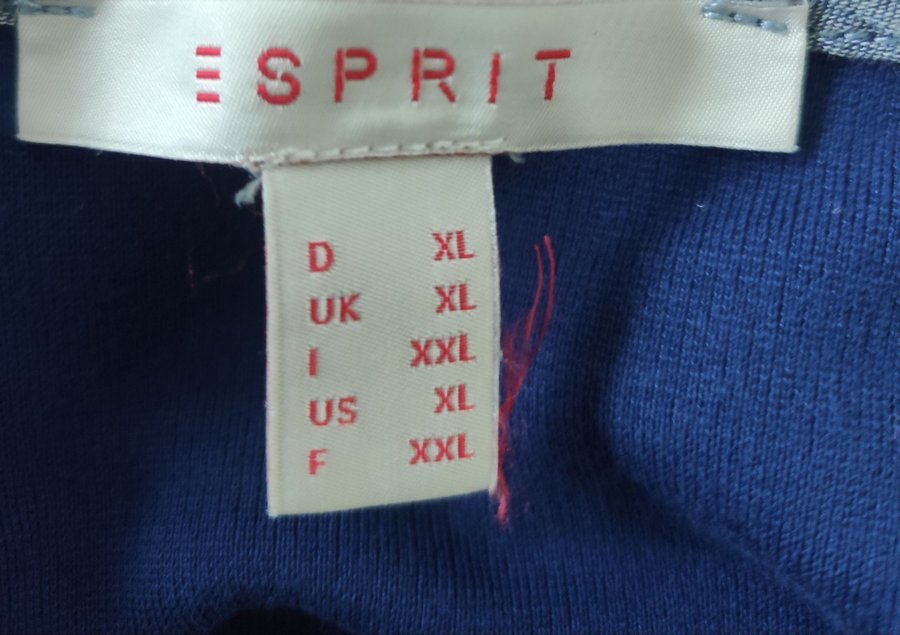 ESPRIT
D XL
UK XL
I XXL
US XL
F XXL